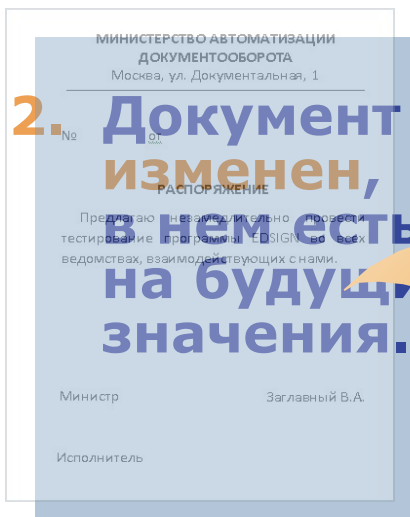 МИНИСТЕРСТВО АВТОМАТИЗАЦИИ
ДОКУМЕНТООБОРОТА
Москва, ул. Документальная, 1
№ от
РАСПОРЯЖЕНИЕ
Предлагаю незамедлительно провести
тестирование программы EDSIGN во всех
ведомствах, взаимодействующих с нами.
Министр Заглавный В.А.
Исполнитель
2. Документ
изменен,
в нем есть
на будущи
значения.